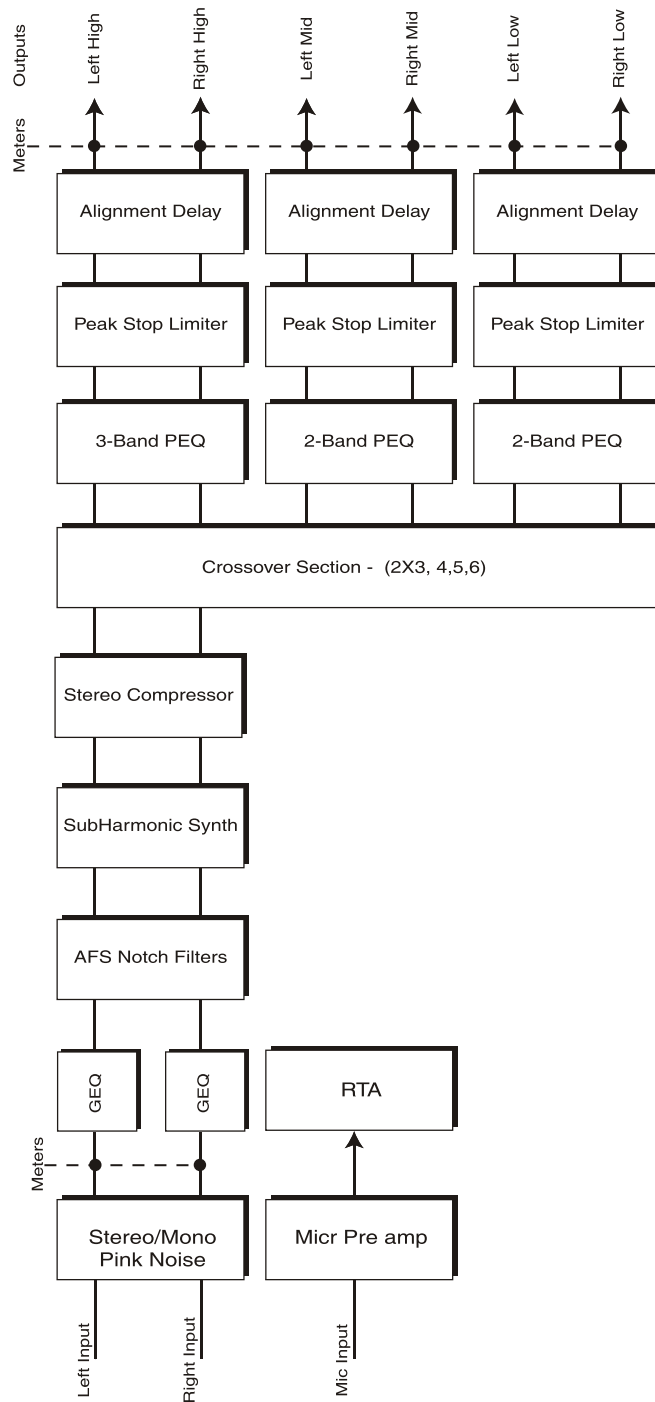 Outputs
Left High
Right High
Left Mid
Right Mid
Left Low
Right Low
Meters
Alignment Delay
Alignment Delay
Alignment Delay
Peak Stop Limiter
Peak Stop Limiter
Peak Stop Limiter
3-Band PEQ
2-Band PEQ
2-Band PEQ
Crossover Section - (2X3, 4,5,6)
Stereo Compressor
SubHarmonic Synth
AFS Notch Filters
GEQ
GEQ
RTA
Meters
Stereo/Mono
Pink Noise
Micr Pre amp
Left Input
Right Input
Mic Input